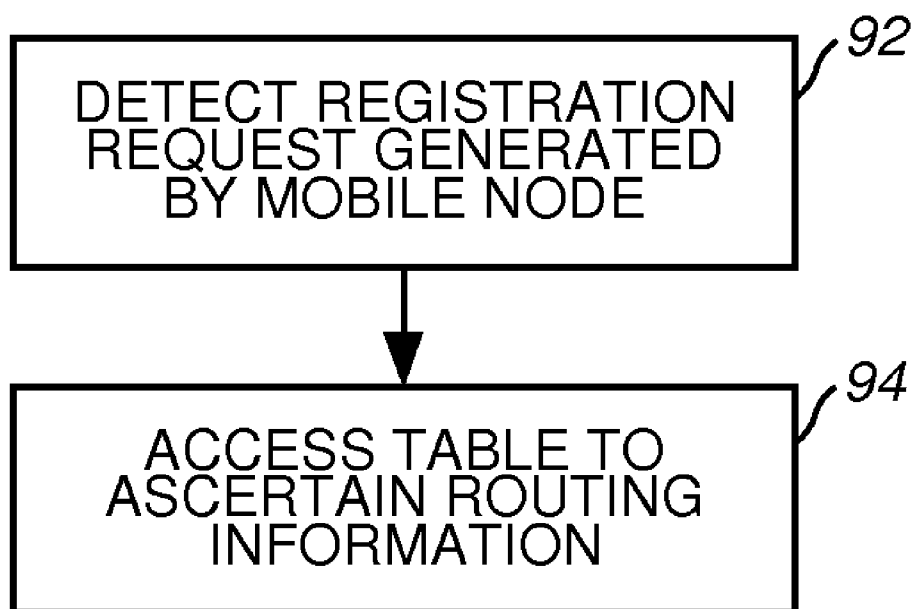 92
DETECT REGISTRATION
REQUEST GENERATED
BY MOBILE NODE
94
ACCESS TABLE TO
ASCERTAIN ROUTING
INFORMATION